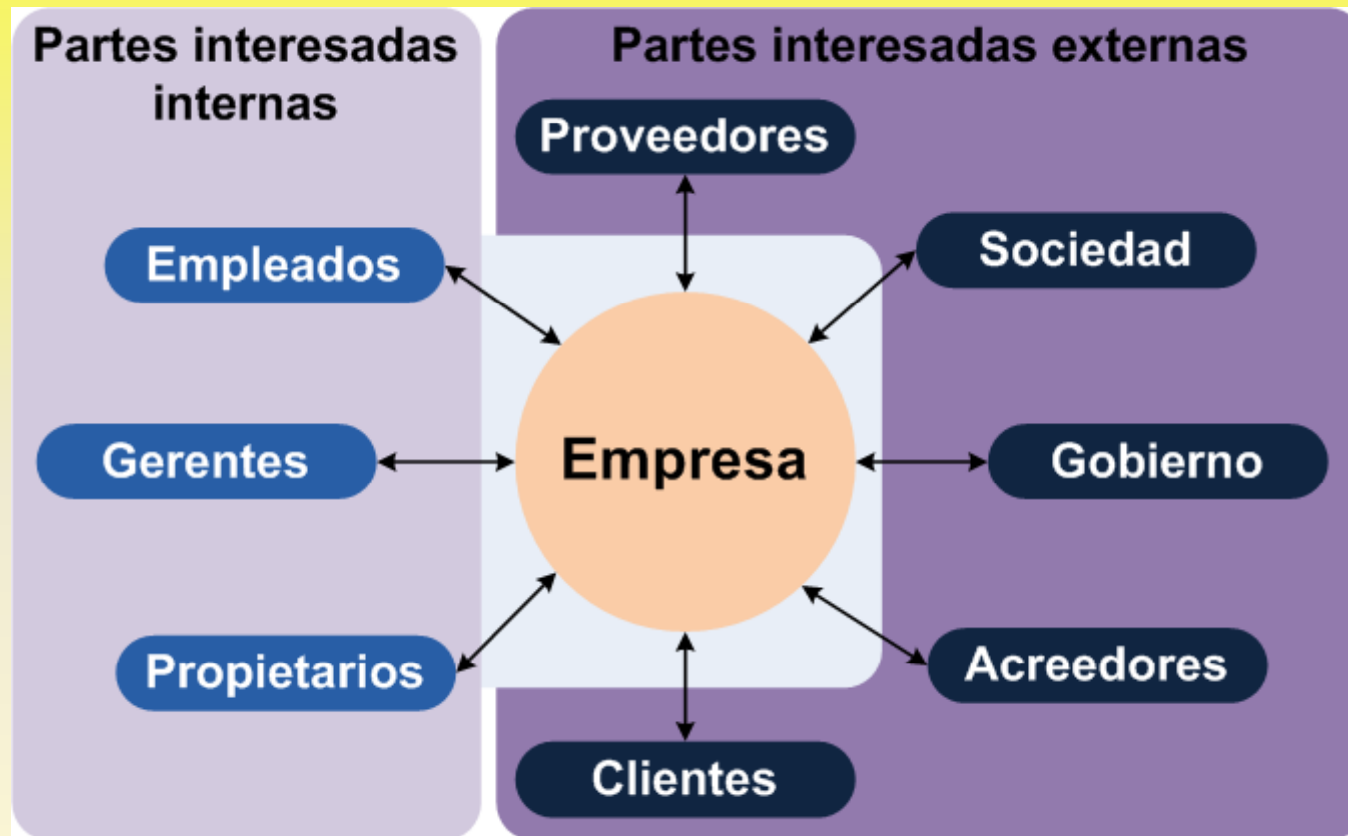 Partes interesadas
internas
Partes interesadas externas
Proveedores
Empleados
Sociedad
Gerentes
Empresa
Gobierno
Propietarios
Acreedores
Clientes